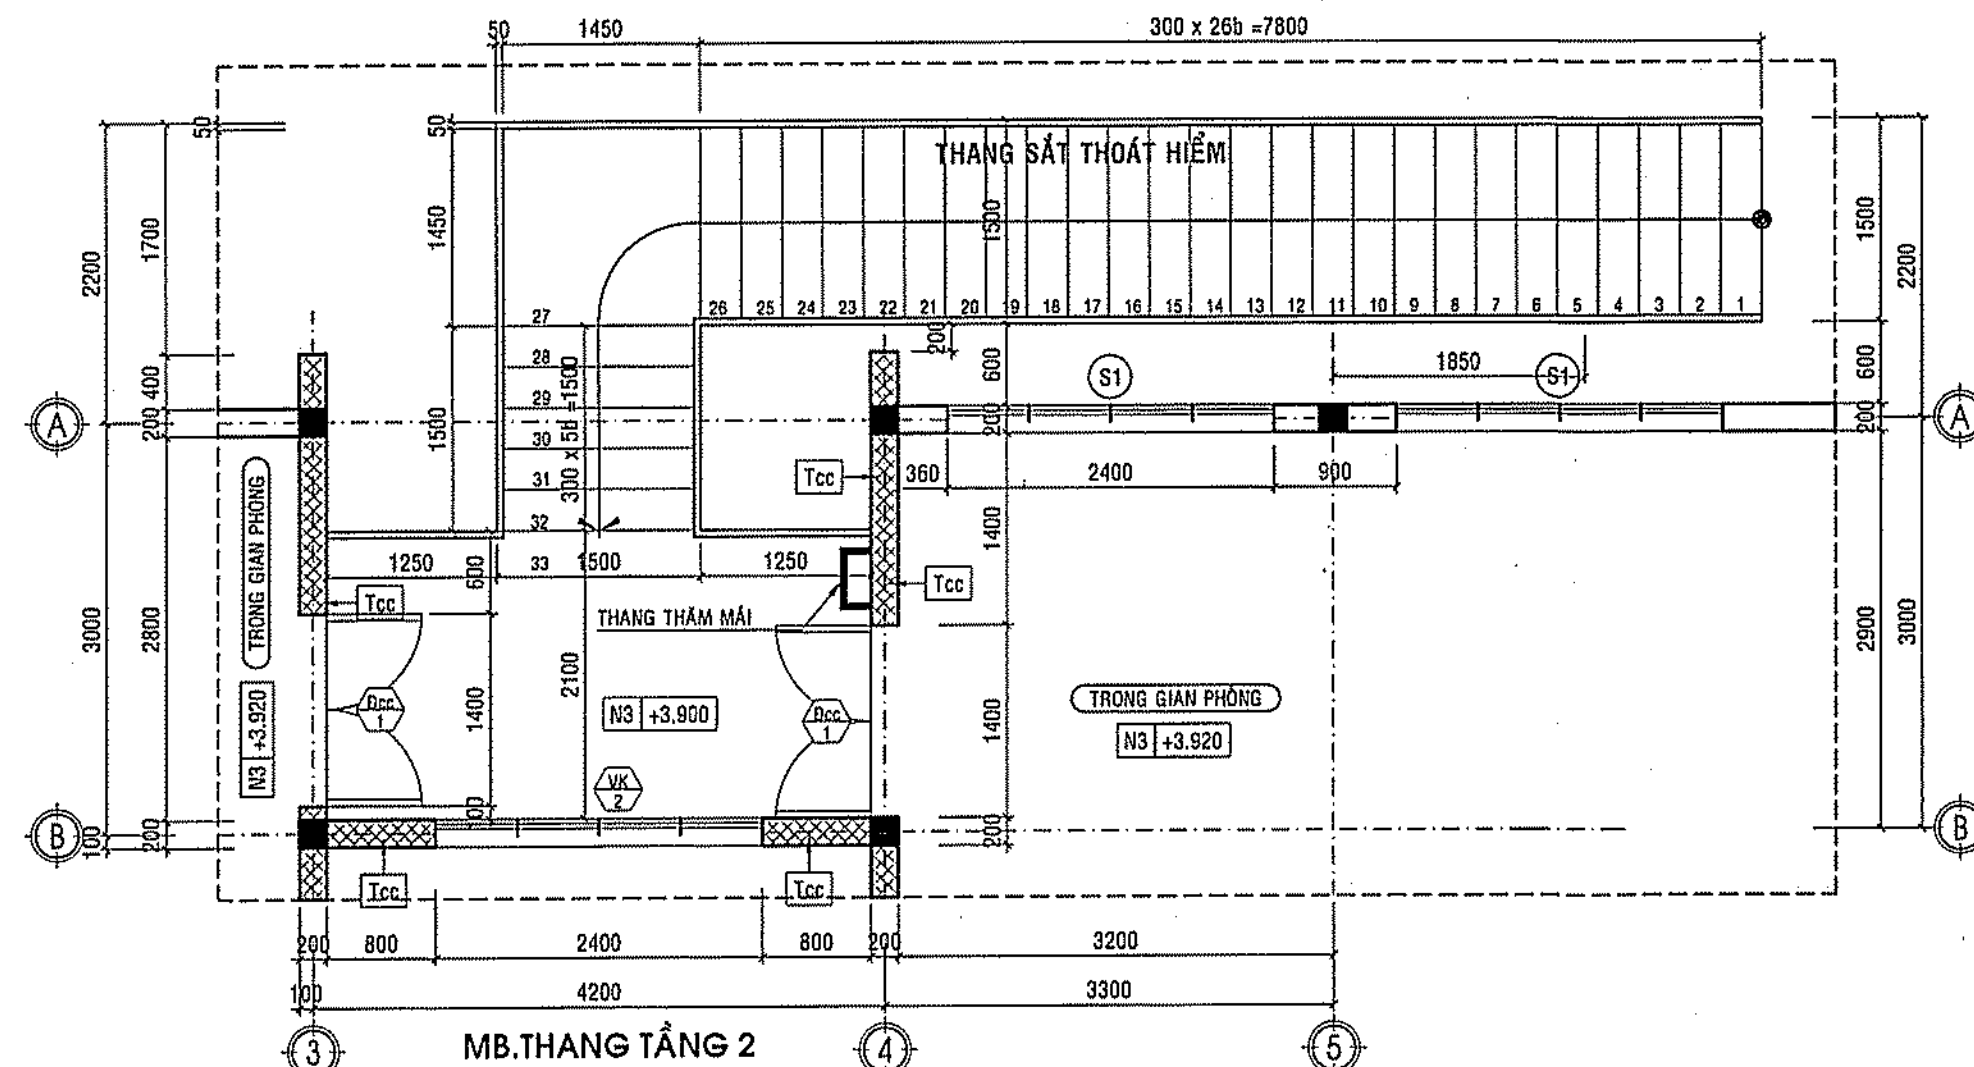 50
1450
300 x 26b =7800
50
50
THANG SẮT THOÁT HIỂM
2200
1700
1450
1500
1500
2200
26 25 24 23 22 21 20 19 18 17 16 15 14 13 12 11 10 9 8 7 6 5 4 3 2 1
27
28
29
30
31
32
33
300 x 5b =1500
200
600
S1
1850
S1
600
A
400
200
1500
200
200
A
Tcc
360
2400
900
TRONG GIAN PHÒNG
1250
600
1500
1250
1400
Tcc
Tcc
THANG THĂM MÁI
3000
2800
2100
2900
3000
N3 +3.920
Đcc
1
1400
N3 +3.900
Đcc
1
1400
TRONG GIAN PHÒNG
N3 +3.920
VK
2
B
100
200
200
B
Tcc
Tcc
200
800
2400
800
200
3200
100
4200
3300
3
MB.THANG TẦNG 2
4
5